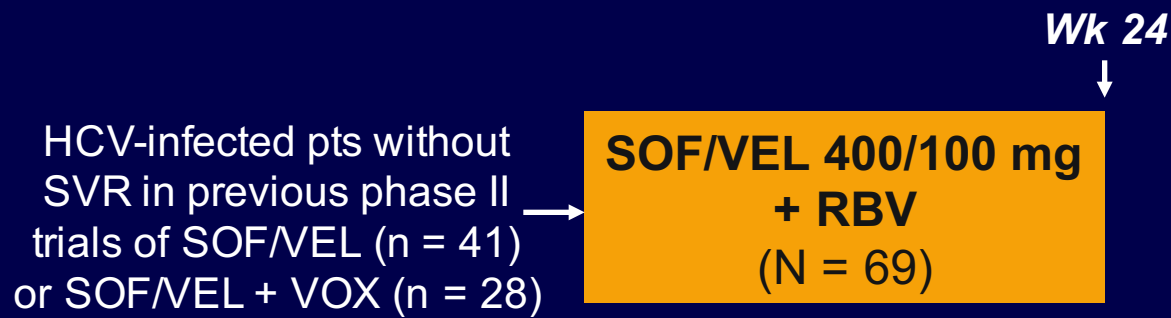 Wk 24
HCV-infected pts without
SVR in previous phase II
trials of SOF/VEL (n = 41)
or SOF/VEL + VOX (n = 28)
SOF/VEL 400/100 mg
+ RBV
(N = 69)